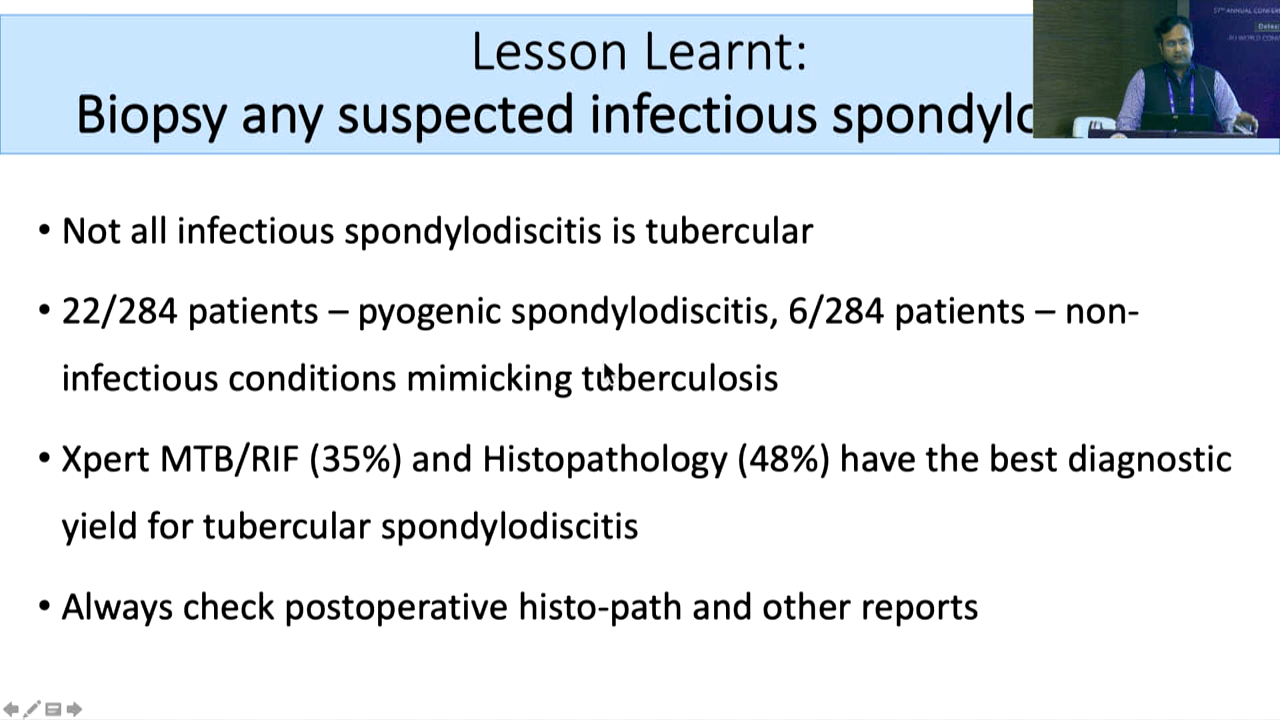 Lesson Learnt:
Biopsy any suspected infectious
• Not all infectious spondylodiscitis is tubercular
• 22/284 patients – pyogenic spondylodiscitis, 6/284 patients – non-
infectious conditions mimicking tuberculosis
• Xpert MTB/RIF (35%) and Histopathology (48%) have the best diagnostic
yield for tubercular spondylodiscitis
• Always check postoperative histo-path and other reports
57TH ANNUAL